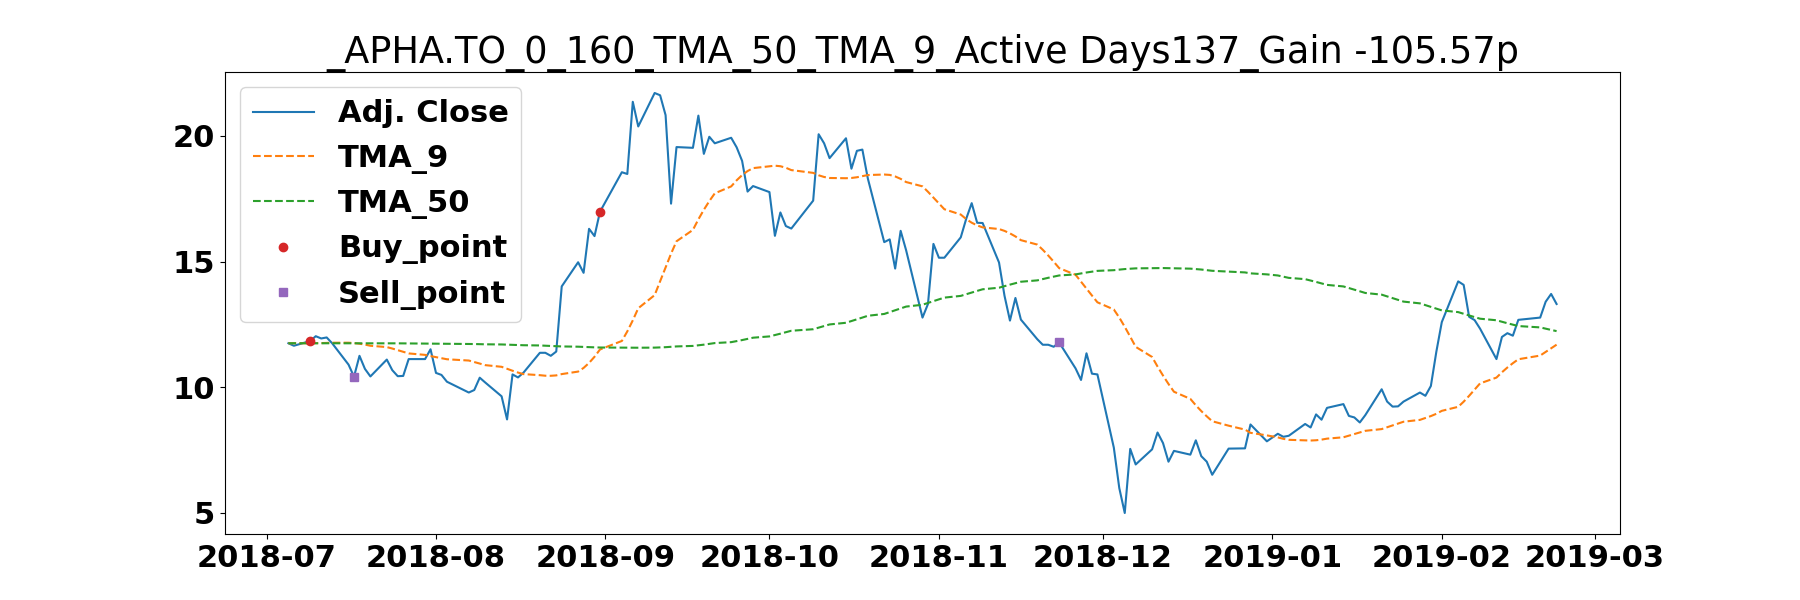 _APHA.TO_0_160_TMA_50_TMA_9_Active Days137_Gain -105.57p
Adj. Close
TMA_9
TMA_50
Buy_point
Sell_point
20
15
10
5
2018-07 2018-08 2018-09 2018-10 2018-11 2018-12 2019-01 2019-02 2019-03